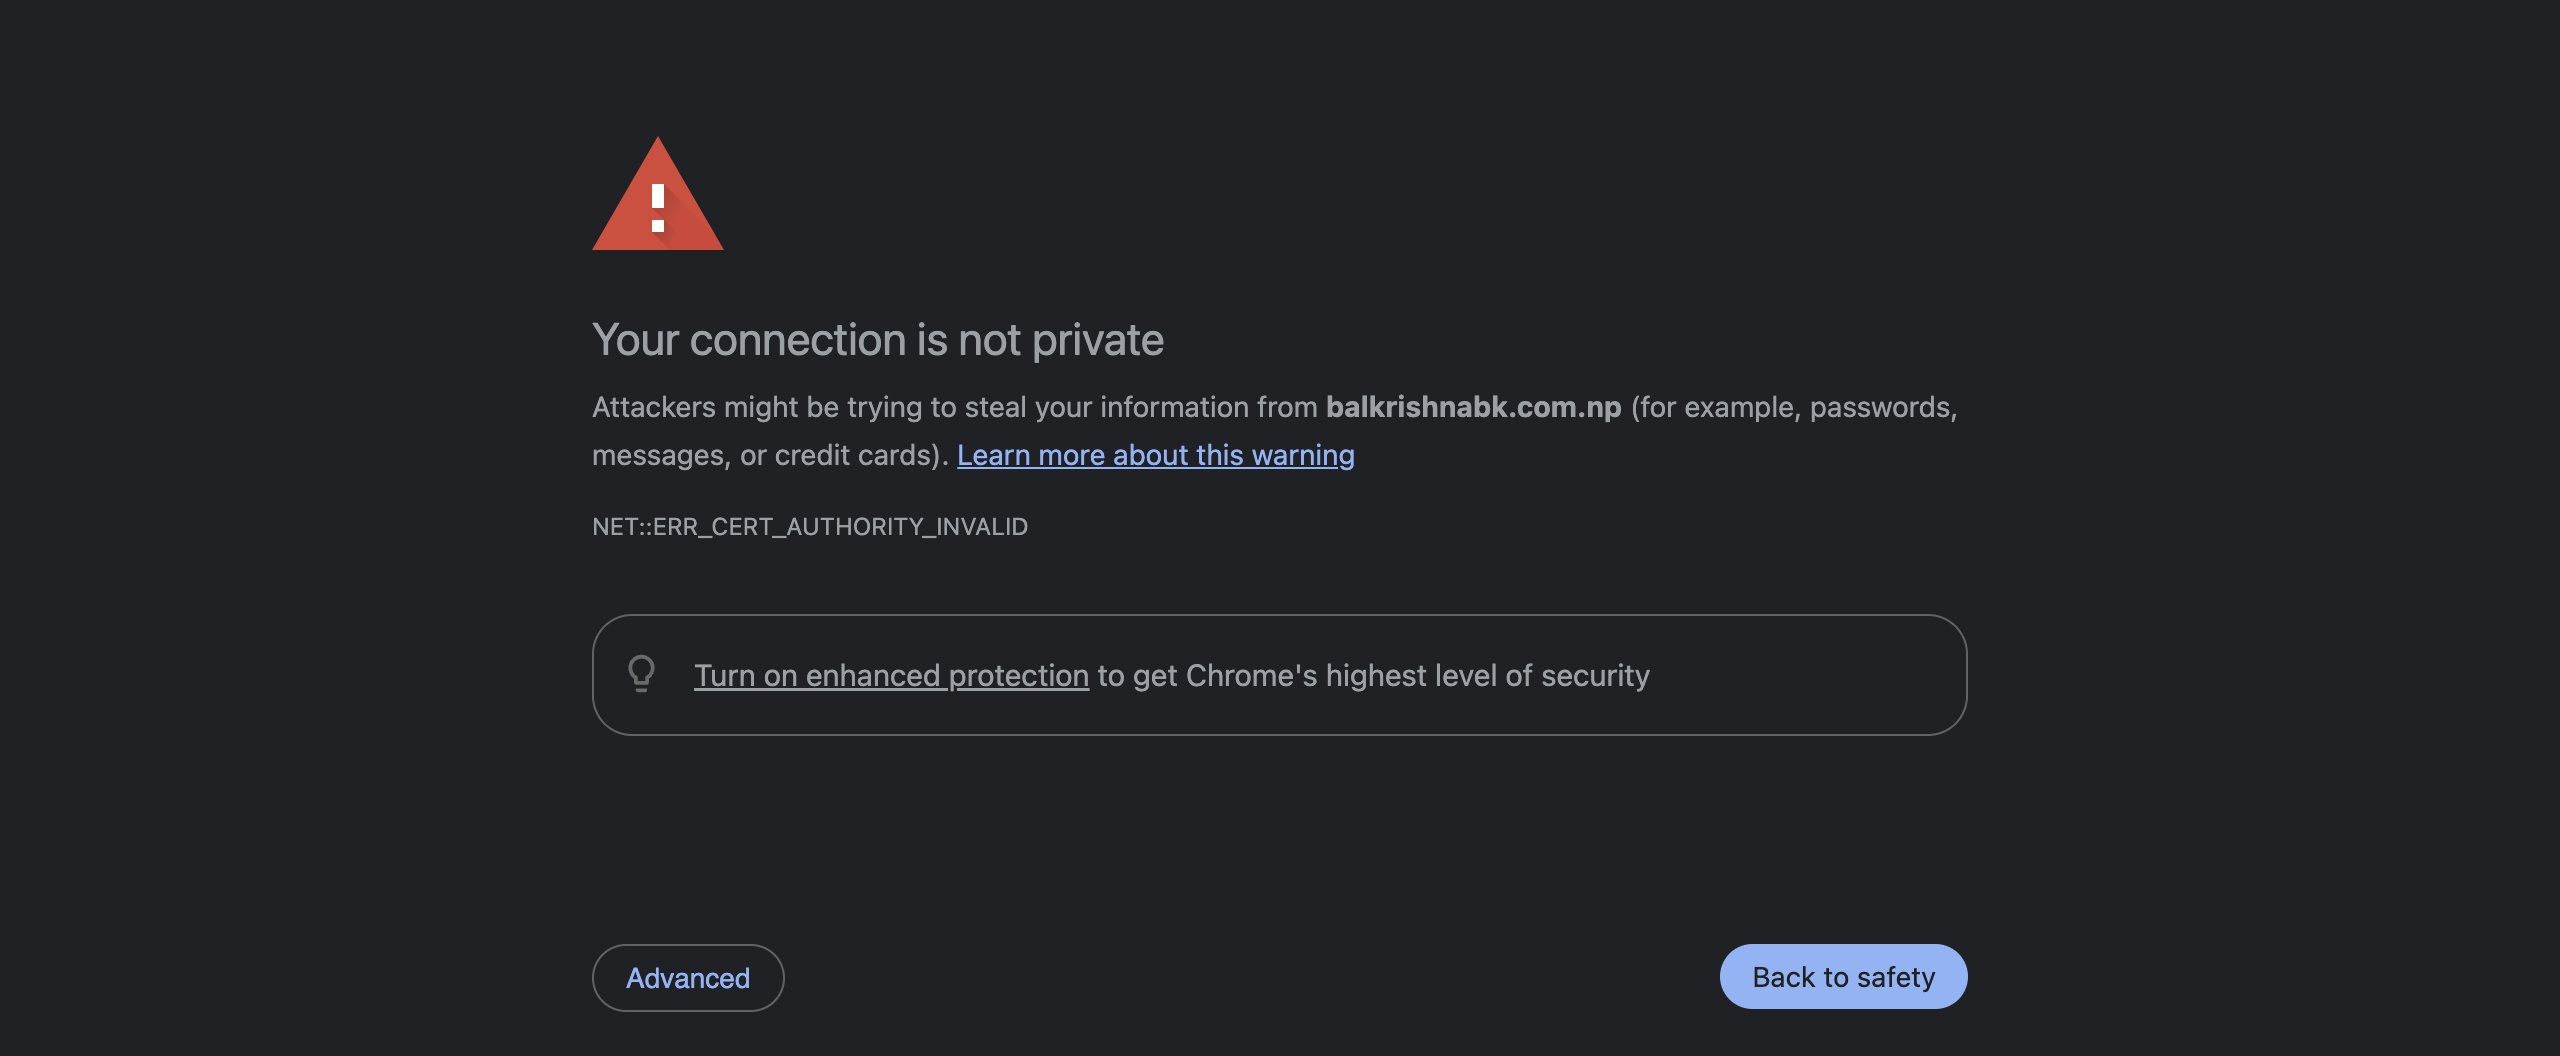 Your connection is not private
Attackers might be trying to steal your information from balkrishnabk.com.np (for example, passwords,
messages, or credit cards). Learn more about this warning
NET::ERR_CERT_AUTHORITY_INVALID
Turn on enhanced protection to get Chrome's highest level of security
Advanced
Back to safety